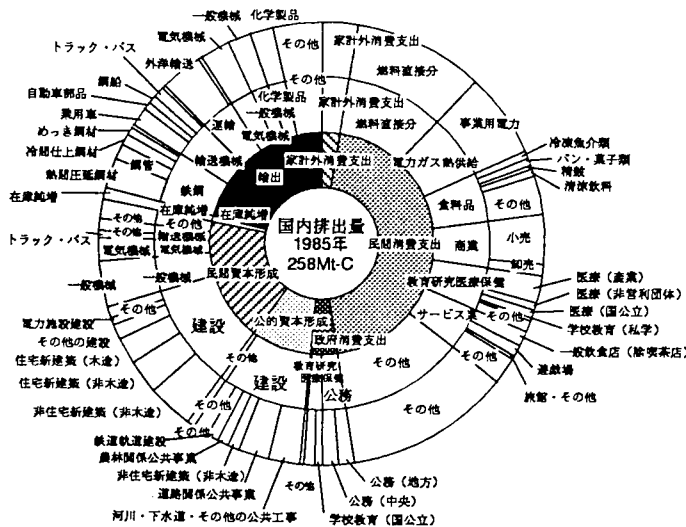 国内排出量
1985年
258Mt-C
家計外消費支出
民間消費支出
政府消費支出
公的資本形成
民間資本形成
在庫純増
輸出
家計外消費支出
燃料直接分
電力ガス熱供給
食料品
商業
教育研究医療保健
サービス業
その他
公務
教育研究
医療保健
その他
建設
その他
建設
一般機械
電気機械
輸送機械
その他
在庫純増
鉄鋼
輸送機械
運輸
電気機械
一般機械
化学製品
その他
家計外消費支出
燃料直接分
事業用電力
冷凍魚介類
パン・菓子類
精穀
清涼飲料
その他
小売
卸売
医療（産業）
医療（非営利団体）
医療（国公立）
その他
学校教育（私学）
一般飲食店（除喫茶店）
遊戯場
旅館・その他
その他
その他
公務（地方）
公務（中央）
学校教育（国公立）
その他
河川・下水道・その他の公共工事
道路関係公共事業
非住宅新建築（非木造）
農林関係公共事業
鉄道軌道建設
その他
その他
非住宅新建築（非木造）
住宅新建築（非木造）
住宅新建築（木造）
その他の建設
電力施設建設
その他
一般機械
電気機械
トラック・バス
その他
その他
在庫純増
熱間圧延鋼材
鋼管
冷間仕上鋼材
めっき鋼材
乗用車
自動車部品
鋼船
トラック・バス
外洋輸送
電気機械
一般機械
化学製品
その他